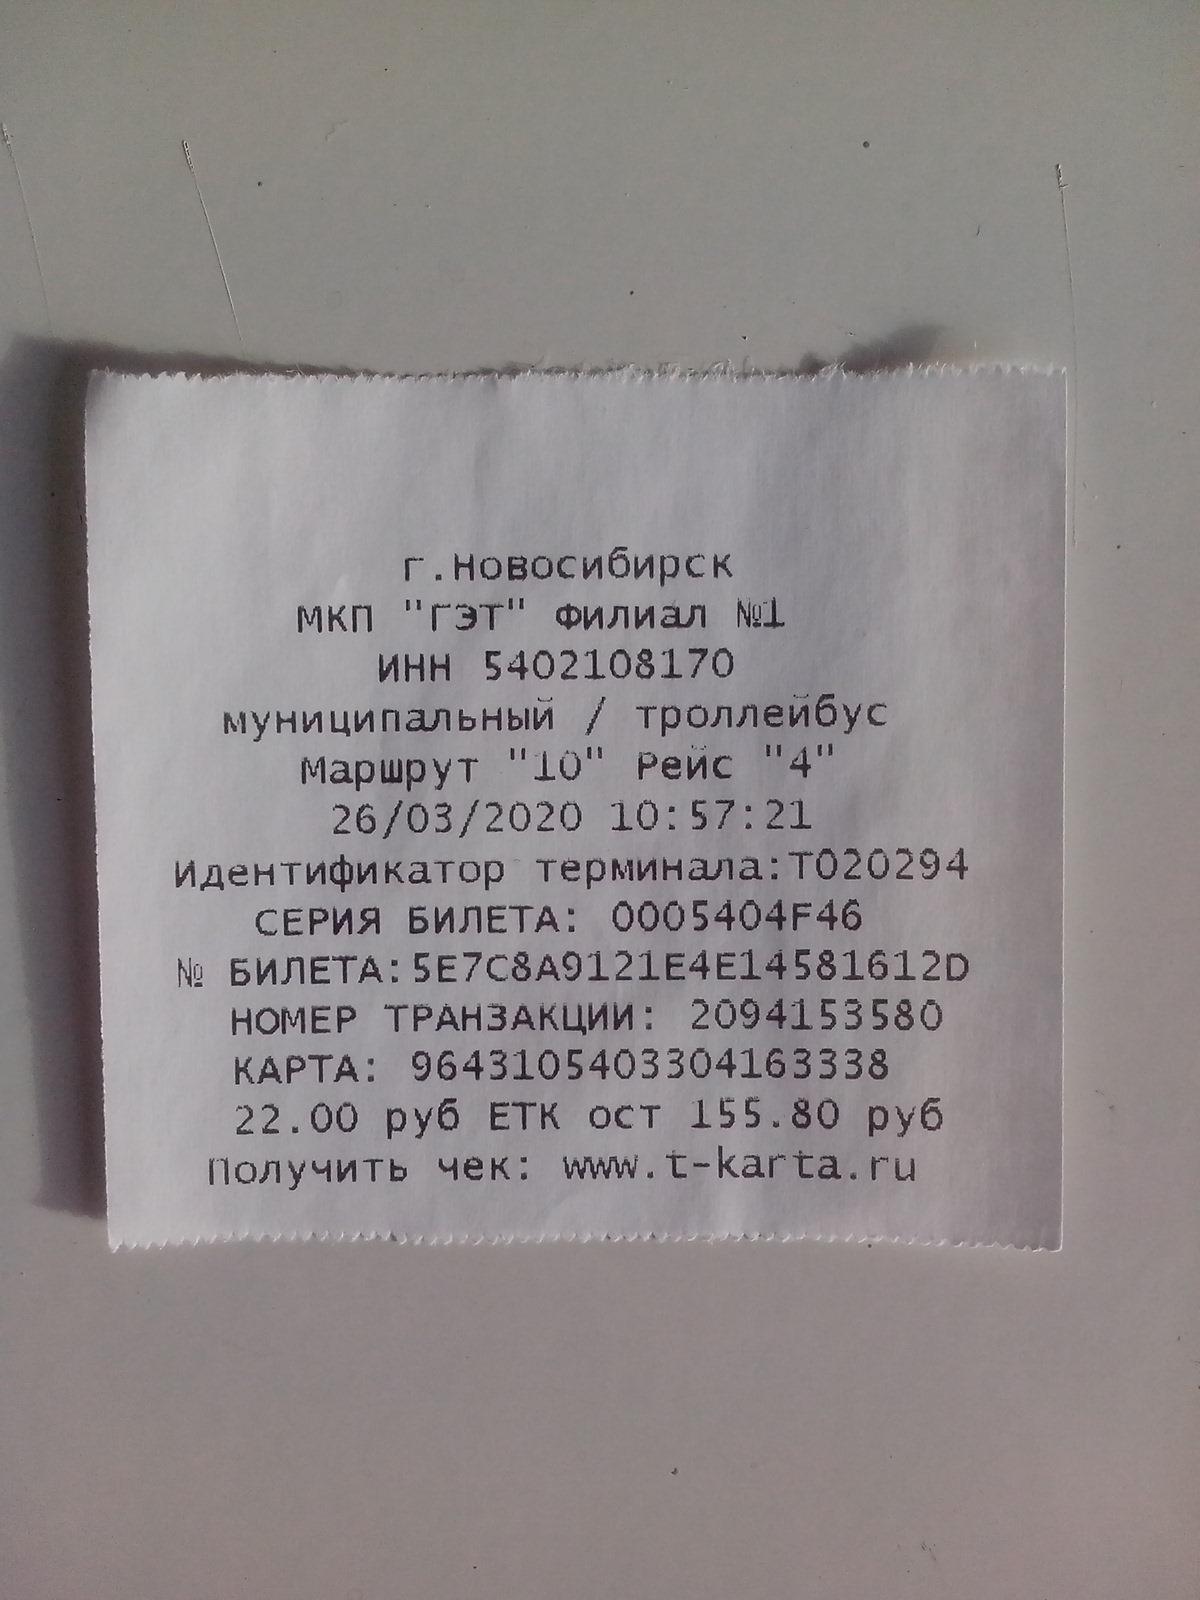 г.Новосибирск
МКП "ГЭТ" Филиал №1
ИНН 5402108170
муниципальный / троллейбус
Маршрут "10" Рейс "4"
26/03/2020 10:57:21
Идентификатор терминала:T020294
СЕРИЯ БИЛЕТА: 0005404F46
№ БИЛЕТА:5E7C8A9121E4E14581612D
НОМЕР ТРАНЗАКЦИИ: 2094153580
КАРТА: 9643105403304163338
22.00 руб ЕТК ост 155.80 руб
Получить чек: www.t-karta.ru